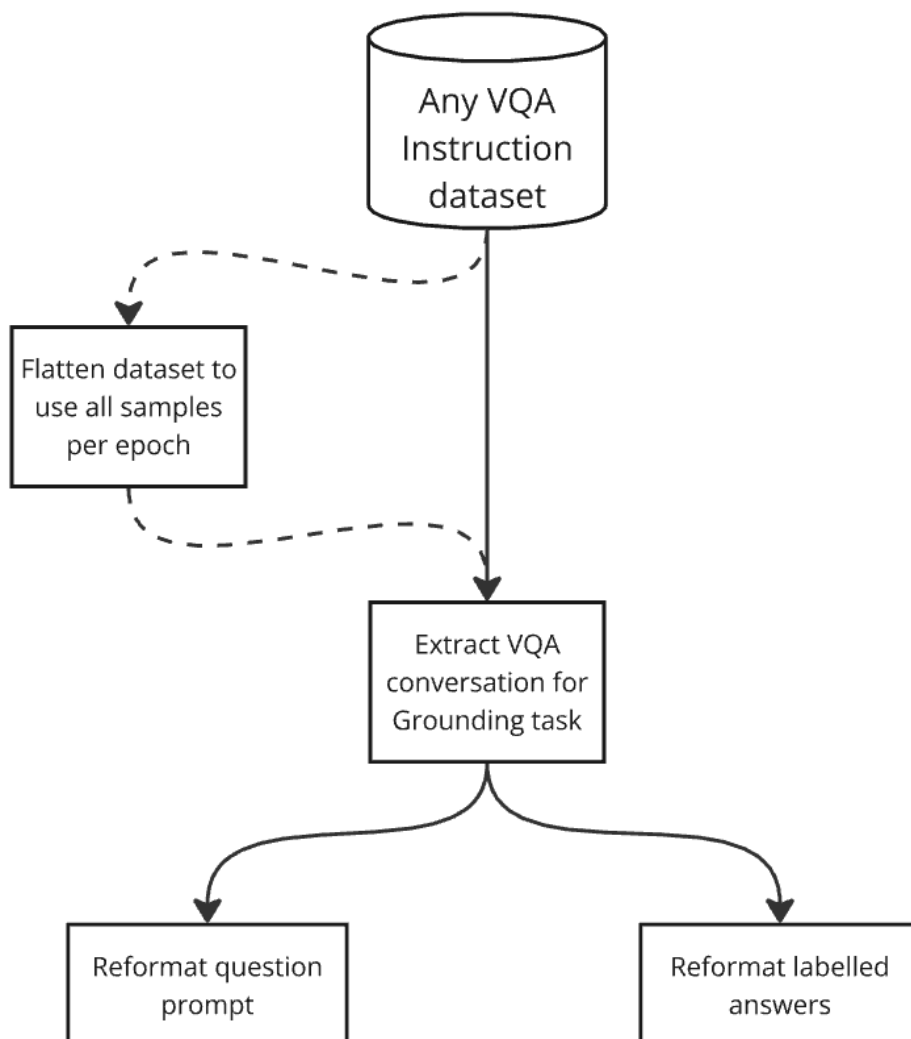 Any VQA
Instruction
dataset
Flatten dataset to
use all samples
per epoch
Extract VQA
conversation for
Grounding task
Reformat question
prompt
Reformat labelled
answers